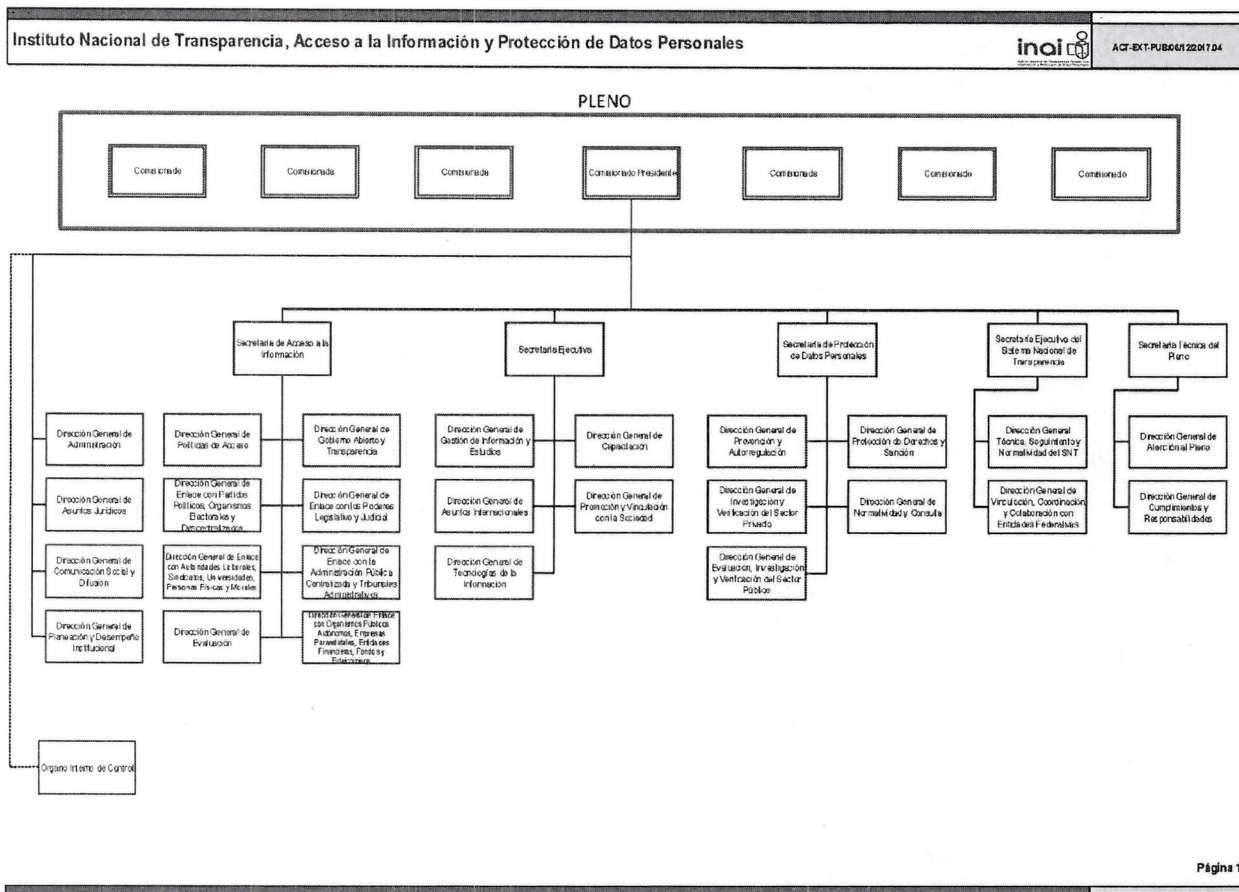 Instituto Nacional de Transparencia, Acceso a la Información y Protección de Datos Personales
inai
ACT-EXT-PUB/06/12/2017.04
PLENO
Comisionado
Comisionada
Comisionada
Comisionado Presidente
Comisionada
Comisionado
Comisionado
Secretaría de Acceso a la
Información
Secretaría Ejecutiva
Secretaría de Protección
de Datos Personales
Secretaría Ejecutiva del
Sistema Nacional de
Transparencia
Secretaría Técnica del
Pleno
Dirección General de
Administración
Dirección General de
Políticas de Acceso
Dirección General de
Gobierno Abierto y
Transparencia
Dirección General de
Gestión de Información y
Estudios
Dirección General de
Capacitación
Dirección General de
Prevención y
Autorregulación
Dirección General de
Protección de Derechos y
Sanción
Dirección General
Técnica, Seguimiento y
Normatividad del SNT
Dirección General de
Atención al Pleno
Dirección General de
Asuntos Jurídicos
Dirección General de
Enlace con Partidos
Políticos, Organismos
Electorales y
Descentralizados
Dirección General de
Enlace con los Poderes
Legislativo y Judicial
Dirección General de
Asuntos Internacionales
Dirección General de
Promoción y Vinculación
con la Sociedad
Dirección General de
Investigación y
Verificación del Sector
Privado
Dirección General de
Normatividad y Consulta
Dirección General de
Vinculación, Coordinación
y Colaboración con
Entidades Federativas
Dirección General de
Cumplimientos y
Responsabilidades
Dirección General de
Comunicación Social y
Difusión
Dirección General de Enlace
con Autoridades Laborales,
Sindicatos, Universidades,
Personas Físicas y Morales
Dirección General de
Enlace con la
Administración Pública
Centralizada y Tribunales
Administrativos
Dirección General de
Tecnologías de la
Información
Dirección General de
Evaluación, Investigación
y Verificación del Sector
Público
Dirección General de
Planeación y Desempeño
Institucional
Dirección General de
Evaluación
Dirección General de Enlace
con Organismos Públicos
Autónomos, Empresas
Paraestatales, Entidades
Financieras, Fondos y
Fideicomisos
Órgano Interno de Control
Página 1